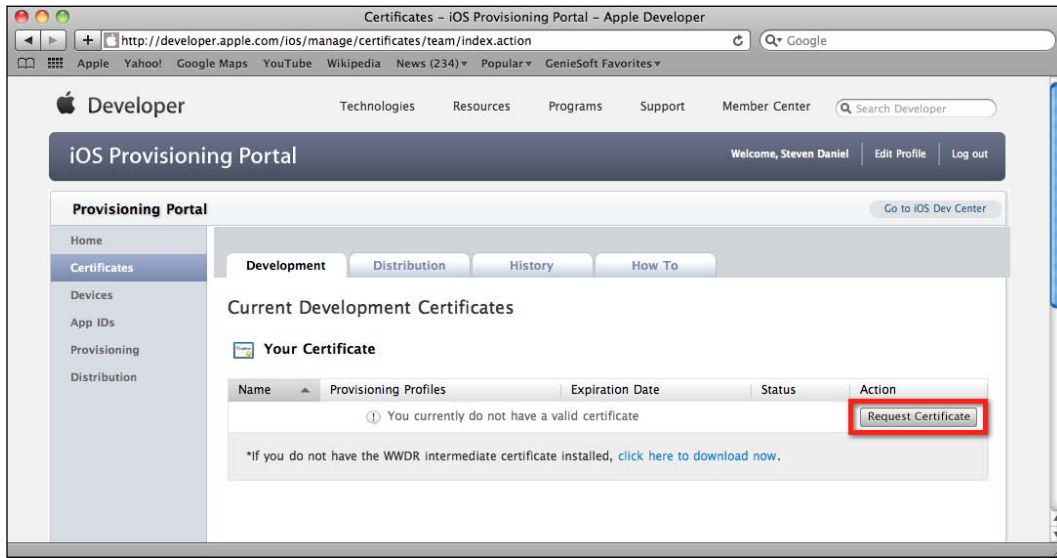 Certificates – iOS Provisioning Portal – Apple Developer
http://developer.apple.com/ios/manage/certificates/team/index.action
Google
Apple Yahoo! Google Maps YouTube Wikipedia News (234) Popular GenieSoft Favorites
Developer
Technologies Resources Programs Support Member Center Search Developer
iOS Provisioning Portal
Welcome, Steven Daniel Edit Profile Log out
Provisioning Portal
Go to iOS Dev Center
Home
Certificates
Devices
App IDs
Provisioning
Distribution
Development Distribution History How To
Current Development Certificates
Your Certificate
Name Provisioning Profiles Expiration Date Status Action
You currently do not have a valid certificate
Request Certificate
*If you do not have the WWDR intermediate certificate installed, click here to download now.